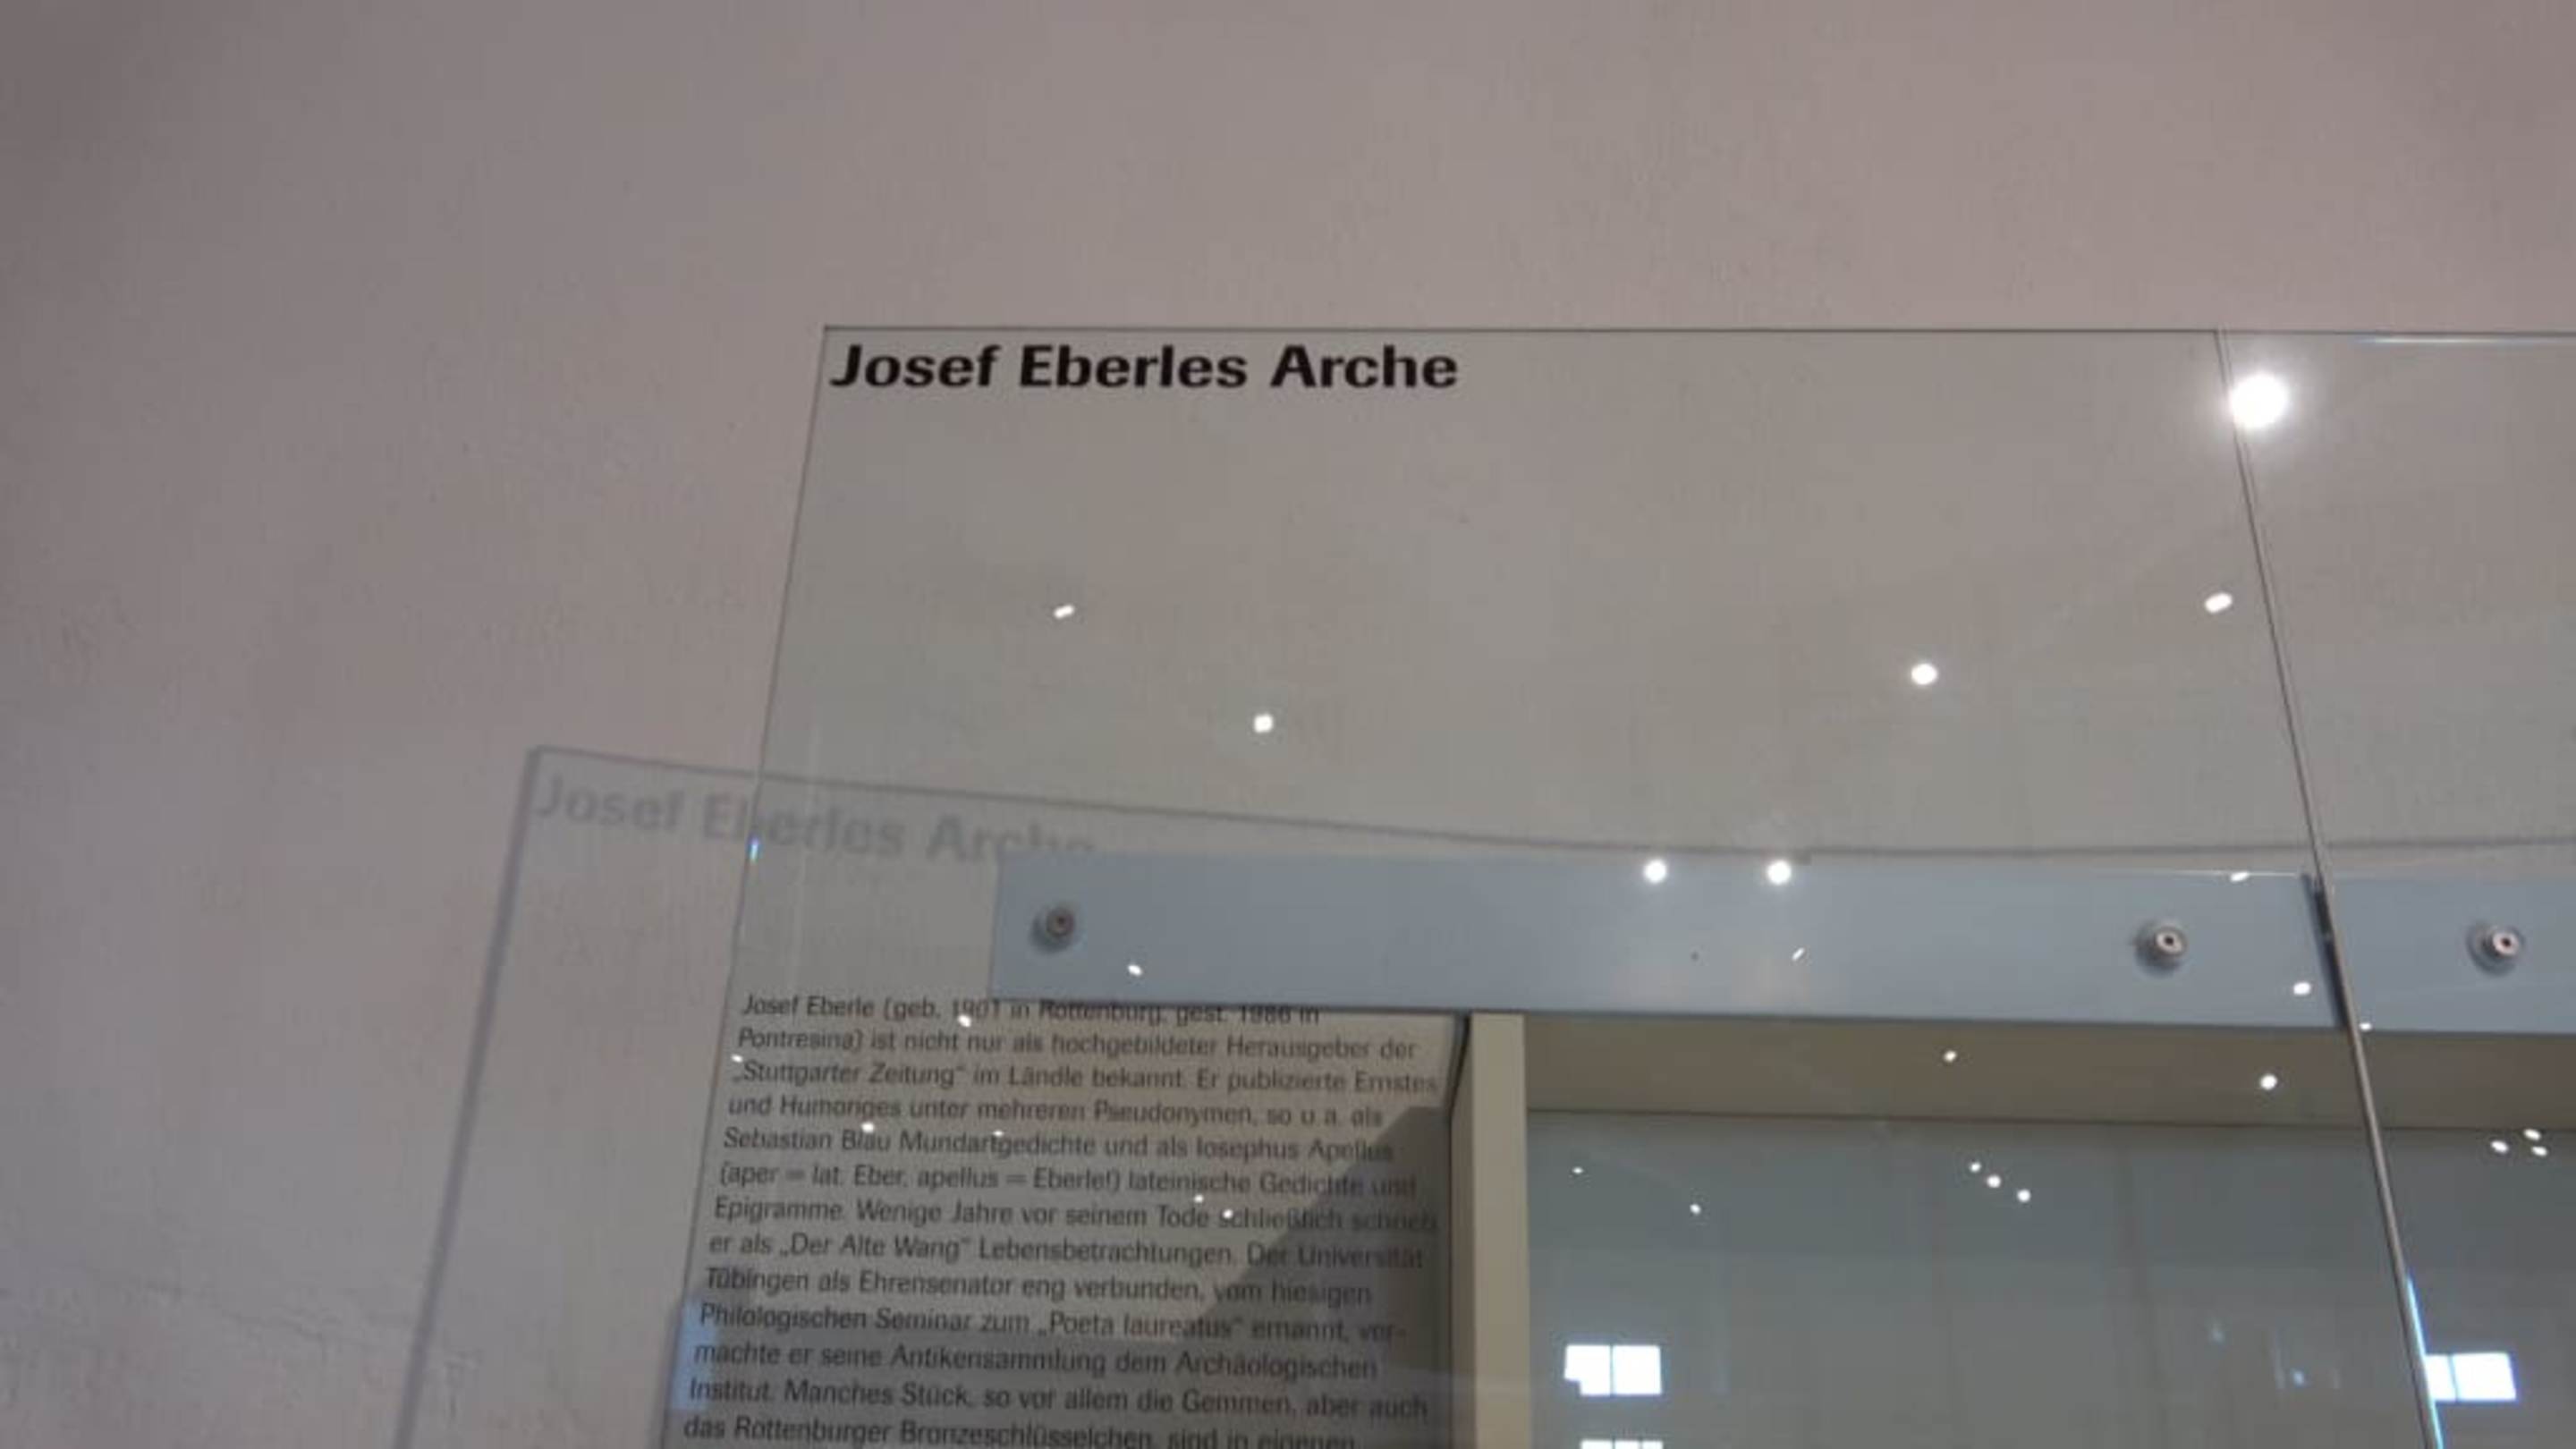 Josef Eberles Arche
Josef Eberle (geb. 1901 in Rottenburg, gest. 1986 in
Pontresina) ist nicht nur als hochgebildeter Herausgeber der
„Stuttgarter Zeitung“ im Ländle bekannt. Er publizierte Ernstes
und Humoriges unter mehreren Pseudonymen, so u. a. als
Sebastian Blau Mundartgedichte und als Iosephus Apellus
(aper = lat. Eber, apellus = Eberle!) lateinische Gedichte und
Epigramme. Wenige Jahre vor seinem Tode schließlich schrieb
er als „Der Alte Wang“ Lebensbetrachtungen. Der Universität
Tübingen als Ehrensenator eng verbunden, vom hiesigen
Philologischen Seminar zum „Poeta laureatus“ ernannt, ver-
machte er seine Antikensammlung dem Archäologischen
Institut. Manches Stück, so vor allem die Gemmen, aber auch
das Rottenburger Bronzeschlüsselchen, sind in eigenen